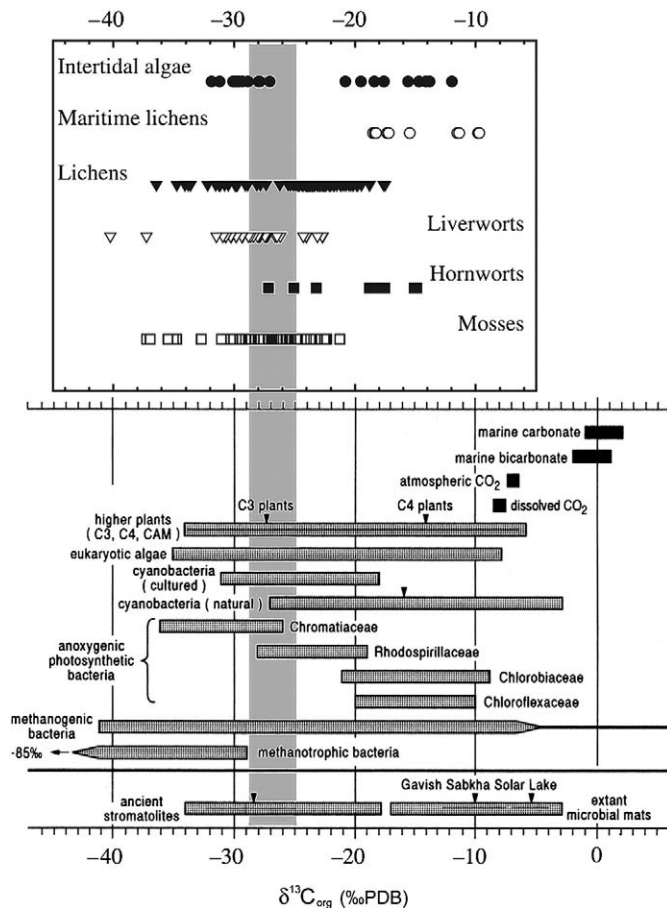 −40 −30 −20 −10
Intertidal algae
Maritime lichens
Lichens
Liverworts
Hornworts
Mosses
marine carbonate
marine bicarbonate
atmospheric CO₂
C3 plants C4 plants dissolved CO₂
higher plants
( C3, C4, CAM)
eukaryotic algae
cyanobacteria
( cultured )
cyanobacteria ( natural )
Chromatiaceae
anoxygenic
photosynthetic
bacteria
Rhodospirillaceae
Chlorobiaceae
Chloroflexaceae
methanogenic
bacteria
-85‰ methanotrophic bacteria
Gavish Sabkha Solar Lake
ancient
stromatolites
extant
microbial mats
−40 −30 −20 −10 0
δ¹³Corg (‰PDB)